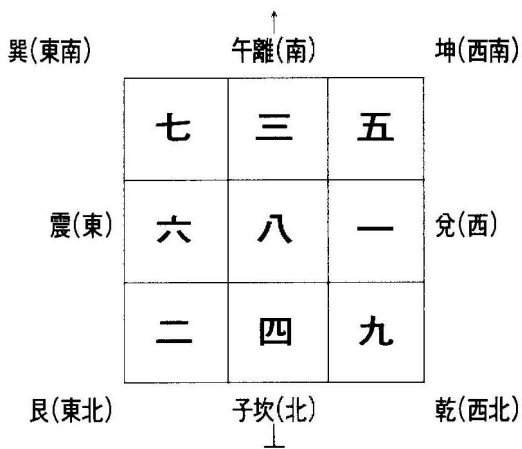 巽(東南) 午離(南) 坤(西南)
七 三 五
震(東) 六 八 一 兌(西)
二 四 九
艮(東北) 子坎(北) 乾(西北)